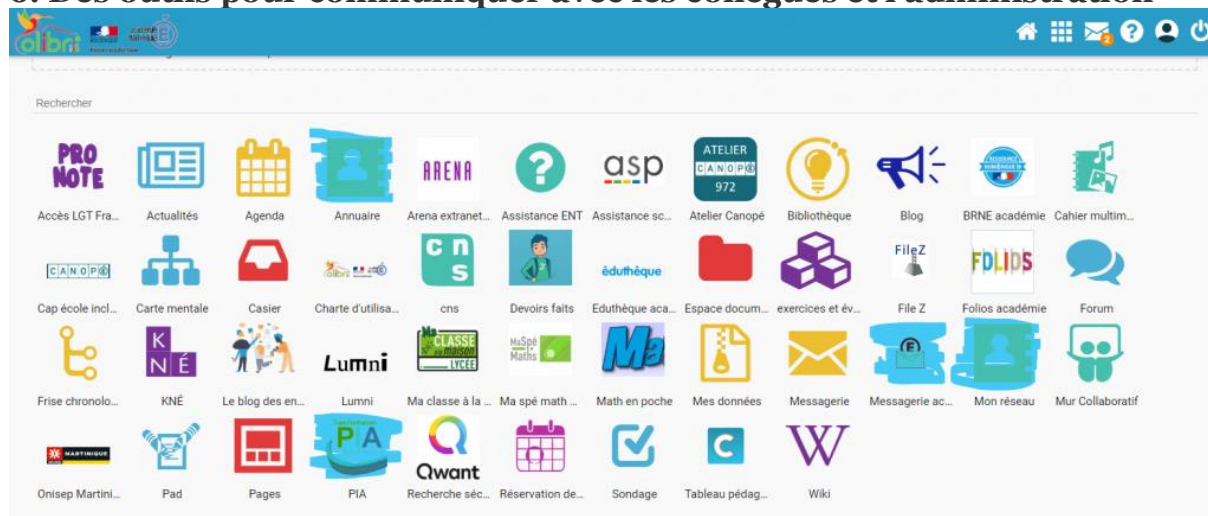 6. Des outils pour communiquer avec les collègues et l'administration
Colibri
2
Rechercher
PRO NOTE
ARENA
asp
ATELIER CANOPÉ 972
Accès LGT Fra... Actualités Agenda Annuaire Arena extranet... Assistance ENT Assistance sc... Atelier Canopé Bibliothèque Blog BRNE académie Cahier multim...
CANOPÉ
cns
éduthèque
FileZ
FOLIOS
Cap école incl... Carte mentale Casier Charte d'utilisa... cns Devoirs faits Eduthèque aca... Espace docum... exercices et év... File Z Folios académie Forum
KNÉ
Lumni
Ma CLASSE à la maison LYCÉE
MaSpé Maths
Ma
Frise chronolo... KNÉ Le blog des en... Lumni Ma classe à la ... Ma spé math ... Math en poche Mes données Messagerie Messagerie ac... Mon réseau Mur Collaboratif
MARTINIQUE
PIA
Qwant
C
W
Onisep Martini... Pad Pages PIA Recherche séc... Réservation de... Sondage Tableau pédag... Wiki